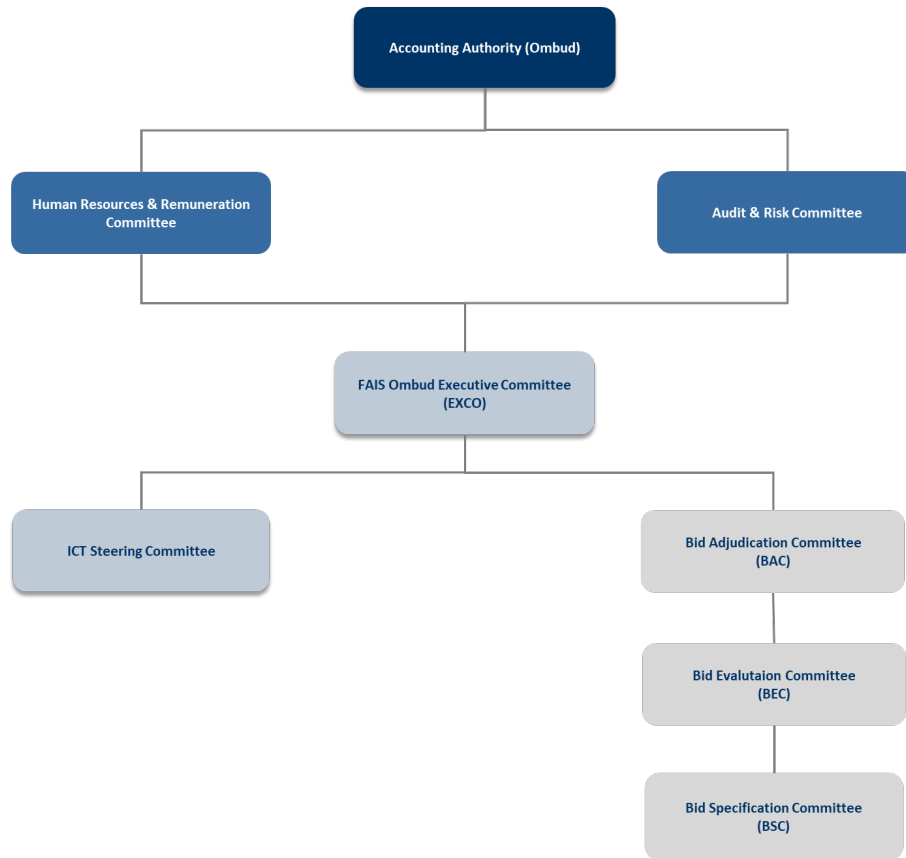 Accounting Authority (Ombud)
Human Resources & Remuneration
Committee
Audit & Risk Committee
FAIS Ombud Executive Committee
(EXCO)
ICT Steering Committee
Bid Adjudication Committee
(BAC)
Bid Evalutaion Committee
(BEC)
Bid Specification Committee
(BSC)